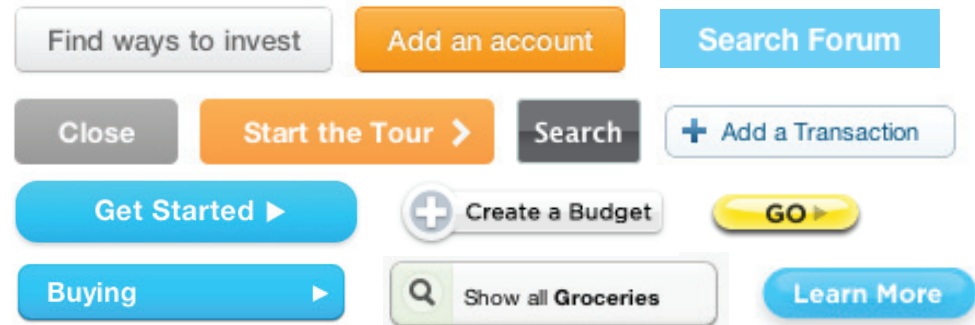 Find ways to invest Add an account Search Forum
Close Start the Tour Search Add a Transaction
Get Started Create a Budget GO
Buying Show all Groceries Learn More